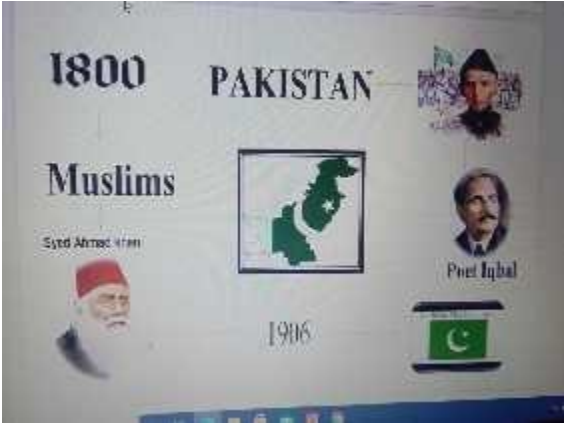 1800
PAKISTAN
Muslims
Syed Ahmad khan
Poet Iqbal
1906